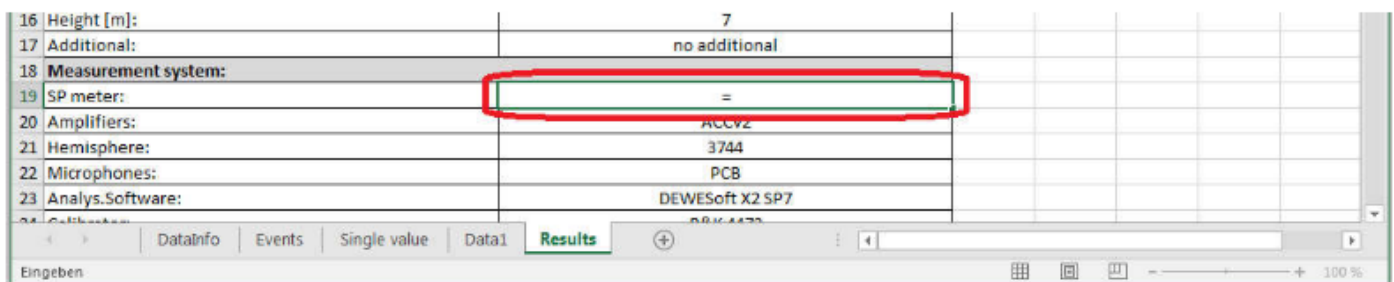 16 Height [m]: 7
17 Additional: no additional
18 Measurement system:
19 SP meter: =
20 Amplifiers: ACCv2
21 Hemisphere: 3744
22 Microphones: PCB
23 Analys.Software: DEWESoft X2 SP7
DataInfo Events Single value Data1 Results
Eingeben 100 %